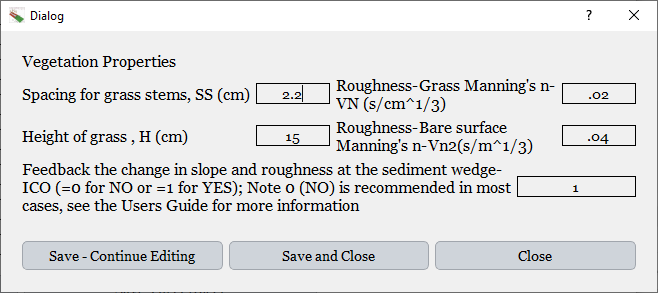 Dialog
?
Vegetation Properties
Spacing for grass stems, SS (cm)
2.2
Roughness-Grass Manning's n-
VN (s/cm^1/3)
.02
Height of grass , H (cm)
15
Roughness-Bare surface
Manning's n-Vn2(s/m^1/3)
.04
Feedback the change in slope and roughness at the sediment wedge-
ICO (=0 for NO or =1 for YES); Note 0 (NO) is recommended in most
cases, see the Users Guide for more information
1
Save - Continue Editing
Save and Close
Close